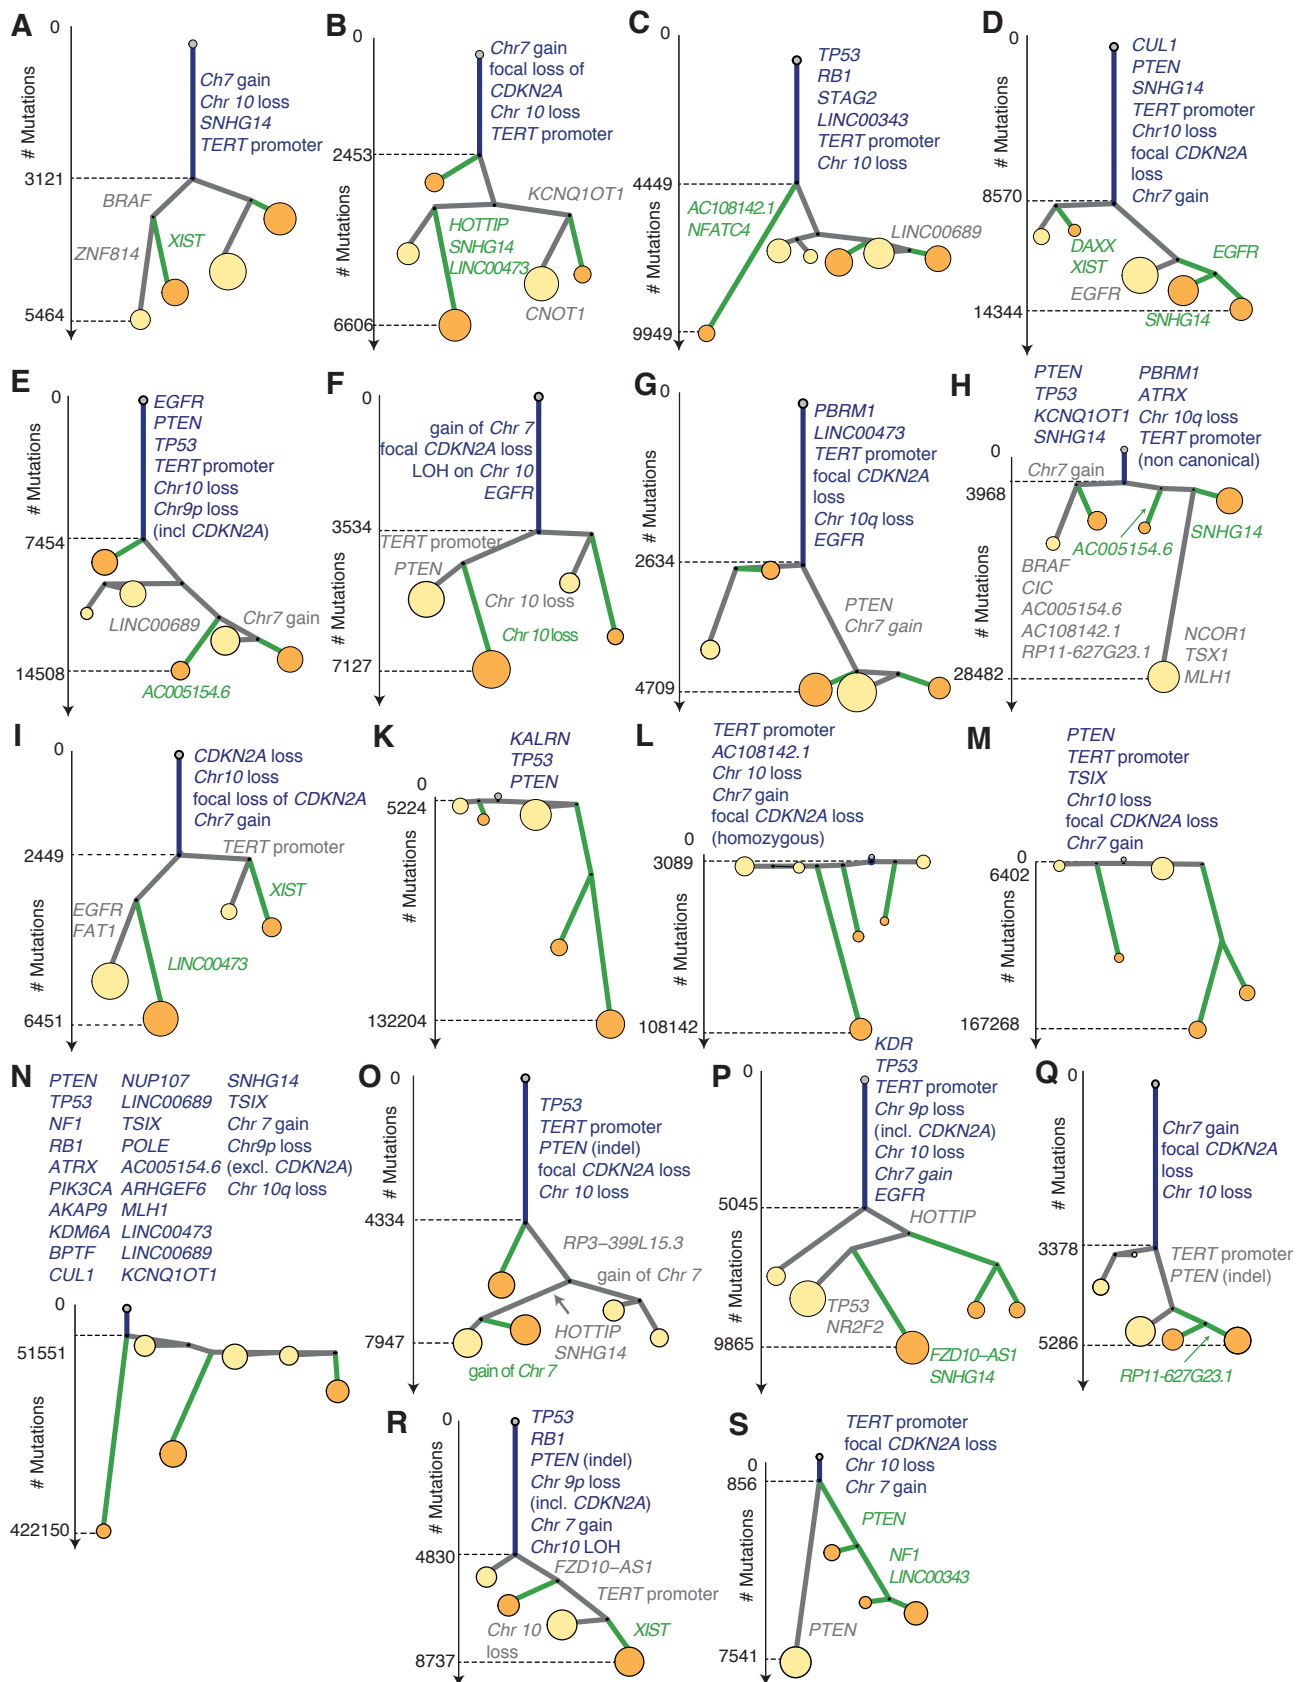 A
0
# Mutations
Ch7 gain
Chr 10 loss
SNHG14
TERT promoter
3121
BRAF
XIST
ZNF814
5464
B
0
# Mutations
Chr7 gain
focal loss of
CDKN2A
Chr 10 loss
TERT promoter
2453
KCNQ1OT1
HOTTIP
SNHG14
LINC00473
CNOT1
6606
C
0
# Mutations
TP53
RB1
STAG2
LINC00343
TERT promoter
Chr 10 loss
4449
AC108142.1
NFATC4
LINC00689
9949
D
0
# Mutations
CUL1
PTEN
SNHG14
TERT promoter
Chr10 loss
focal CDKN2A
loss
Chr7 gain
8570
DAXX
XIST
EGFR
EGFR
SNHG14
14344
E
0
# Mutations
EGFR
PTEN
TP53
TERT promoter
Chr10 loss
Chr9p loss
(incl CDKN2A)
7454
LINC00689
Chr7 gain
14508
AC005154.6
F
0
# Mutations
gain of Chr 7
focal CDKN2A loss
LOH on Chr 10
EGFR
3534
TERT promoter
PTEN
Chr 10 loss
Chr 10 loss
7127
G
0
# Mutations
PBRM1
LINC00473
TERT promoter
focal CDKN2A
loss
Chr 10q loss
EGFR
2634
PTEN
Chr7 gain
4709
H
PTEN
TP53
KCNQ1OT1
SNHG14
PBRM1
ATRX
Chr 10q loss
TERT promoter
(non canonical)
0
Chr7 gain
3968
# Mutations
SNHG14
AC005154.6
BRAF
CIC
AC005154.6
AC108142.1
RP11-627G23.1
NCOR1
TSX1
MLH1
28482
I
0
# Mutations
CDKN2A loss
Chr10 loss
focal loss of CDKN2A
Chr7 gain
2449
TERT promoter
XIST
EGFR
FAT1
LINC00473
6451
K
KALRN
TP53
PTEN
0
5224
# Mutations
132204
L
TERT promoter
AC108142.1
Chr 10 loss
Chr7 gain
focal CDKN2A loss
(homozygous)
0
3089
# Mutations
108142
M
PTEN
TERT promoter
TSIX
Chr10 loss
focal CDKN2A loss
Chr7 gain
0
6402
# Mutations
167268
N
PTEN
TP53
NF1
RB1
ATRX
PIK3CA
AKAP9
KDM6A
BPTF
CUL1
NUP107
LINC00689
TSIX
POLE
AC005154.6
ARHGEF6
MLH1
LINC00473
LINC00689
KCNQ1OT1
SNHG14
TSIX
Chr 7 gain
Chr9p loss
(excl. CDKN2A)
Chr 10q loss
0
51551
# Mutations
422150
O
0
# Mutations
TP53
TERT promoter
PTEN (indel)
focal CDKN2A loss
Chr 10 loss
4334
RP3−399L15.3
gain of Chr 7
HOTTIP
SNHG14
7947
gain of Chr 7
P
0
# Mutations
KDR
TP53
TERT promoter
Chr 9p loss
(incl. CDKN2A)
Chr 10 loss
Chr7 gain
EGFR
5045
HOTTIP
TP53
NR2F2
9865
FZD10−AS1
SNHG14
Q
0
# Mutations
Chr7 gain
focal CDKN2A
loss
Chr 10 loss
3378
TERT promoter
PTEN (indel)
5286
RP11-627G23.1
R
0
# Mutations
TP53
RB1
PTEN (indel)
Chr 9p loss
(incl. CDKN2A)
Chr 7 gain
Chr10 LOH
4830
FZD10−AS1
TERT promoter
Chr 10
loss
XIST
8737
S
TERT promoter
focal CDKN2A loss
Chr 10 loss
Chr 7 gain
0
856
# Mutations
PTEN
NF1
LINC00343
PTEN
7541